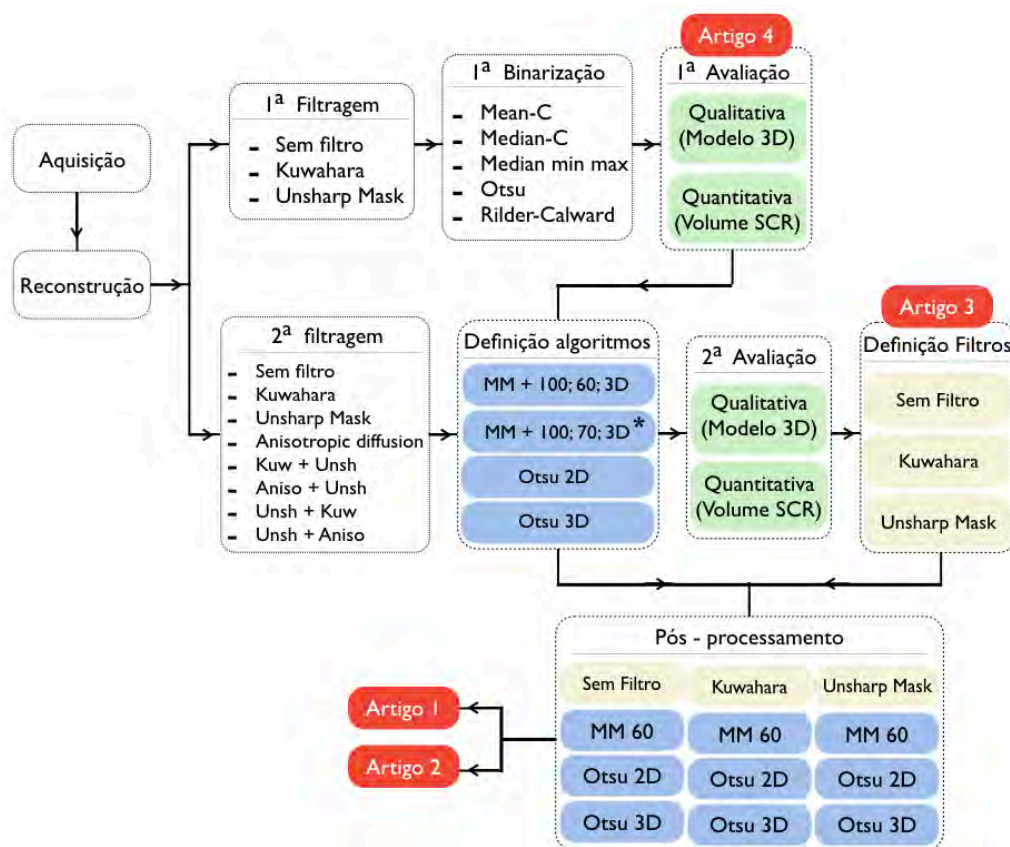 Aquisição
Reconstrução
1ª Filtragem
- Sem filtro
- Kuwahara
- Unsharp Mask
1ª Binarização
- Mean-C
- Median-C
- Median min max
- Otsu
- Rilder-Calward
Artigo 4
1ª Avaliação
Qualitativa
(Modelo 3D)
Quantitativa
(Volume SCR)
2ª filtragem
- Sem filtro
- Kuwahara
- Unsharp Mask
- Anisotropic diffusion
- Kuw + Unsh
- Aniso + Unsh
- Unsh + Kuw
- Unsh + Aniso
Definição algoritmos
MM + 100; 60; 3D
MM + 100; 70; 3D*
Otsu 2D
Otsu 3D
2ª Avaliação
Qualitativa
(Modelo 3D)
Quantitativa
(Volume SCR)
Artigo 3
Definição Filtros
Sem Filtro
Kuwahara
Unsharp Mask
Pós - processamento
Sem Filtro Kuwahara Unsharp Mask
MM 60 MM 60 MM 60
Otsu 2D Otsu 2D Otsu 2D
Otsu 3D Otsu 3D Otsu 3D
Artigo 1
Artigo 2